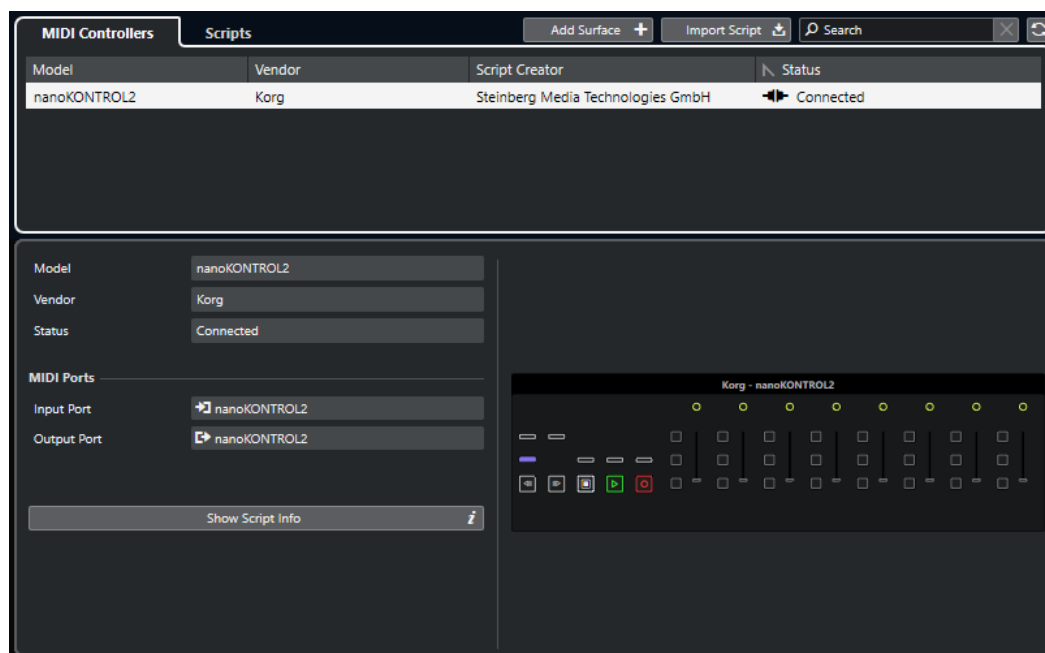 MIDI Controllers Scripts Add Surface Import Script Search
Model Vendor Script Creator Status
nanoKONTROL2 Korg Steinberg Media Technologies GmbH Connected
Model nanoKONTROL2
Vendor Korg
Status Connected
MIDI Ports
Korg - nanoKONTROL2
Input Port nanoKONTROL2
Output Port nanoKONTROL2
Show Script Info i